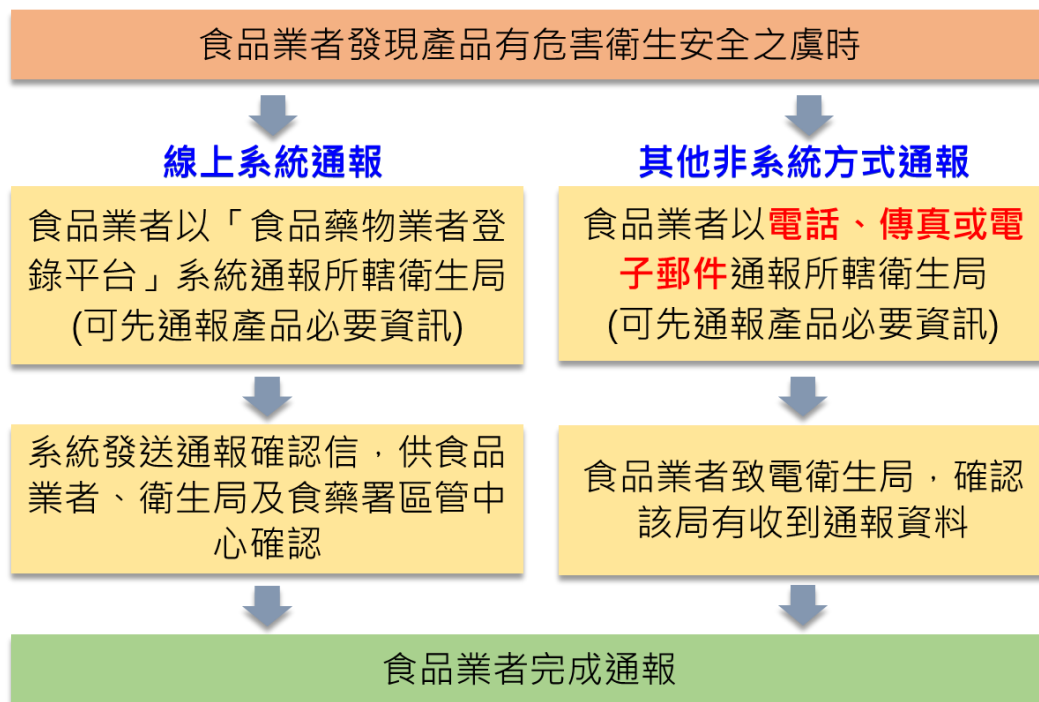 食品業者發現產品有危害衛生安全之虞時
線上系統通報
食品業者以「食品藥物業者登
錄平台」系統通報所轄衛生局
(可先通報產品必要資訊)
系統發送通報確認信，供食品
業者、衛生局及食藥署區管中
心確認
其他非系統方式通報
食品業者以電話、傳真或電
子郵件通報所轄衛生局
(可先通報產品必要資訊)
食品業者致電衛生局，確認
該局有收到通報資料
食品業者完成通報